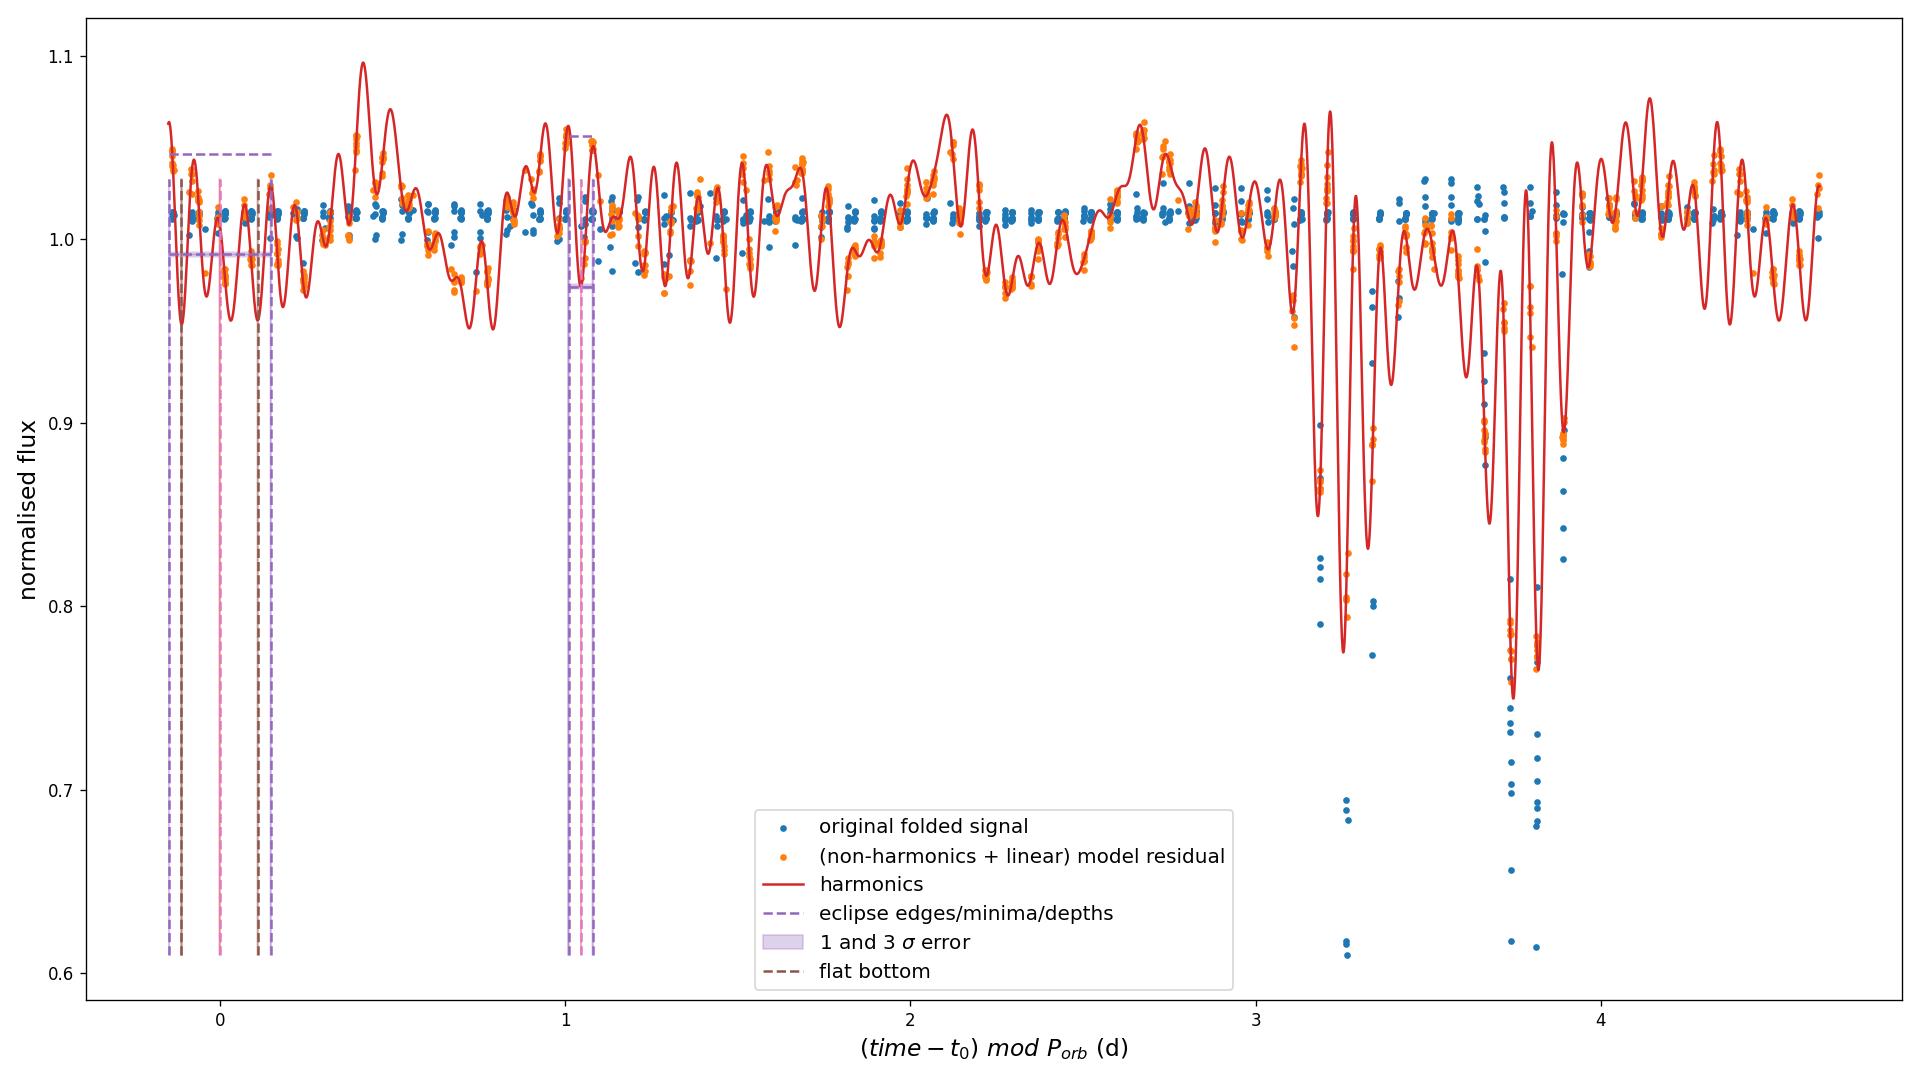 1.1
1.0
0.9
0.8
0.7
0.6
normalised flux
original folded signal
(non-harmonics + linear) model residual
harmonics
eclipse edges/minima/depths
1 and 3 σ error
flat bottom
0 1 2 3 4
(time − t₀) mod P_orb (d)